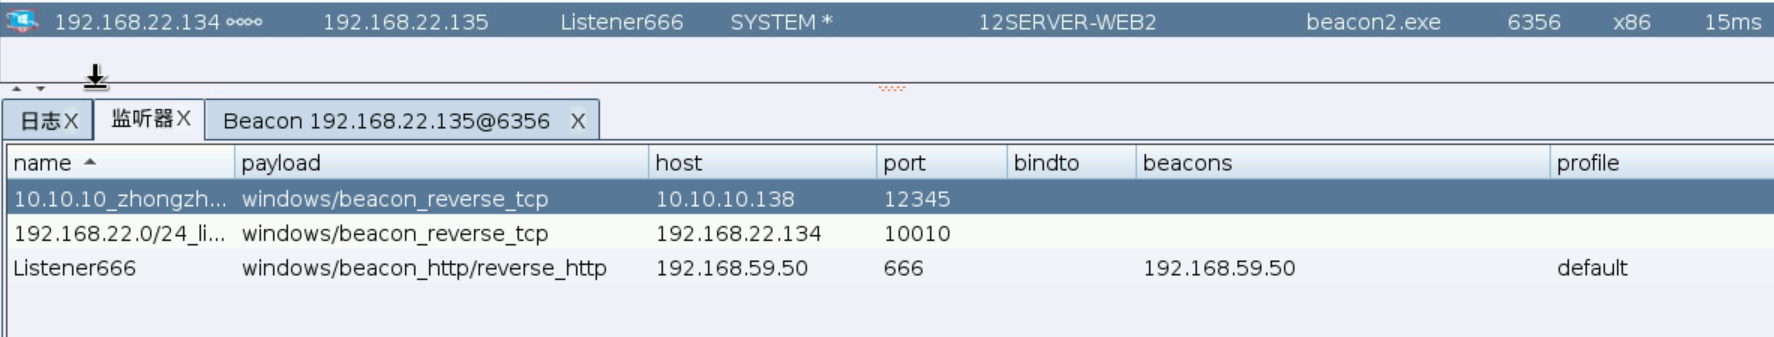 192.168.22.134 192.168.22.135 Listener666 SYSTEM * 12SERVER-WEB2 beacon2.exe 6356 x86 15ms
日志X 监听器X Beacon 192.168.22.135@6356 X
name payload host port bindto beacons profile
10.10.10_zhongzh... windows/beacon_reverse_tcp 10.10.10.138 12345
192.168.22.0/24_li... windows/beacon_reverse_tcp 192.168.22.134 10010
Listener666 windows/beacon_http/reverse_http 192.168.59.50 666 192.168.59.50 default